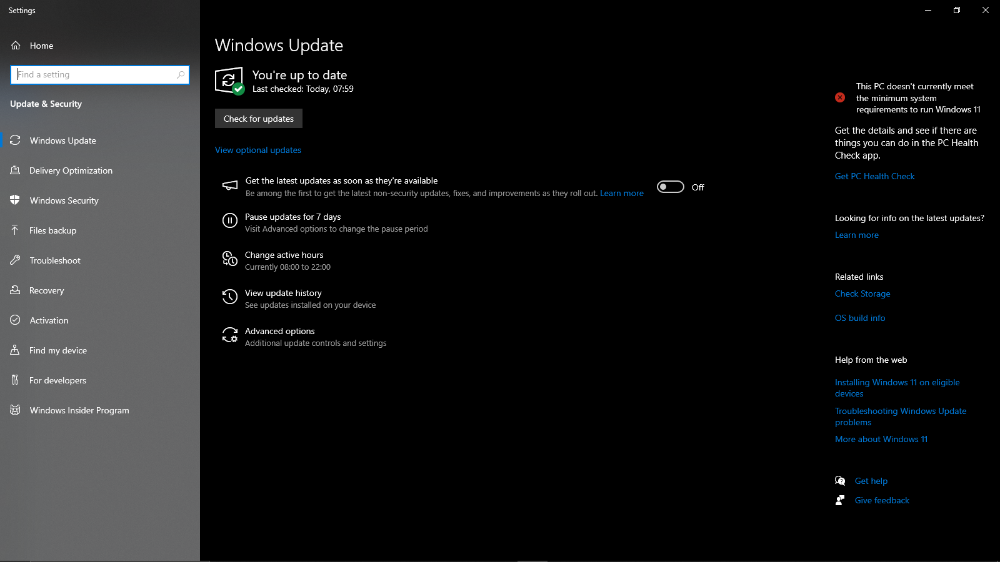 Settings
Home
Find a setting
Update & Security
Windows Update
Delivery Optimization
Windows Security
Files backup
Troubleshoot
Recovery
Activation
Find my device
For developers
Windows Insider Program
Windows Update
You're up to date
Last checked: Today, 07:59
Check for updates
View optional updates
Get the latest updates as soon as they're available
Be among the first to get the latest non-security updates, fixes, and improvements as they roll out. Learn more
Off
Pause updates for 7 days
Visit Advanced options to change the pause period
Change active hours
Currently 08:00 to 22:00
View update history
See updates installed on your device
Advanced options
Additional update controls and settings
This PC doesn't currently meet
the minimum system
requirements to run Windows 11
Get the details and see if there are
things you can do in the PC Health
Check app.
Get PC Health Check
Looking for info on the latest updates?
Learn more
Related links
Check Storage
OS build info
Help from the web
Installing Windows 11 on eligible
devices
Troubleshooting Windows Update
problems
More about Windows 11
Get help
Give feedback